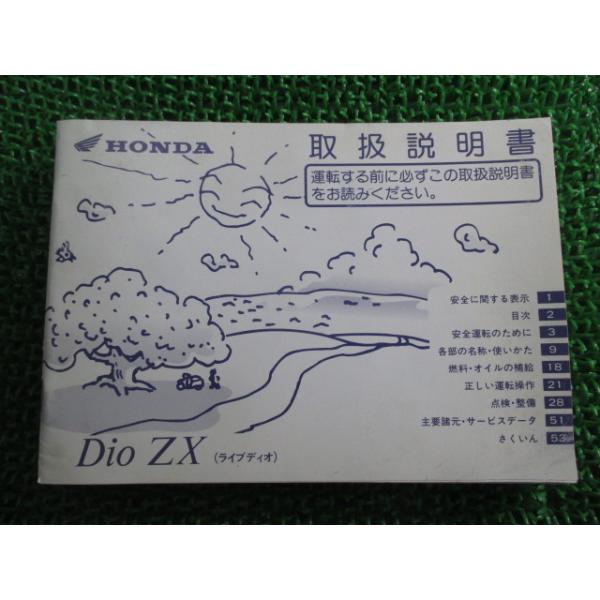 HONDA
取扱説明書
運転する前に必ずこの取扱説明書
をお読みください。
安全に関する表示 1
目次 2
安全運転のために 3
各部の名称・使いかた 9
燃料・オイルの補給 18
正しい運転操作 21
点検・整備 28
主要諸元・サービスデータ 51
さくいん 53
Dio ZX (ライブディオ)